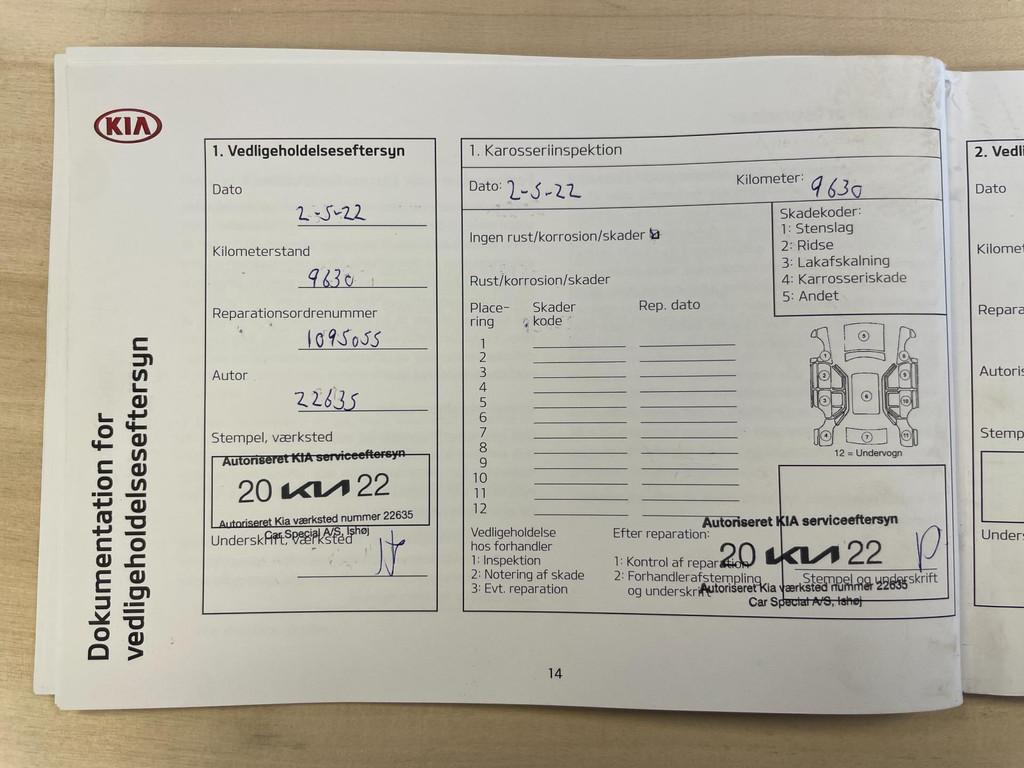 KIA
Dokumentation for
vedligeholdelseseftersyn
1. Vedligeholdelseseftersyn
Dato
2-5-22
Kilometerstand
9630
Reparationsordrenummer
1095055
Autor
22635
Stempel, værksted
Autoriseret KIA serviceeftersyn
20 KIA 22
Autoriseret Kia værksted nummer 22635
Car Special A/S, Ishøj
Underskrift, værksted
1. Karosseriinspektion
Dato: 2-5-22 Kilometer: 9630
Ingen rust/korrosion/skader
Rust/korrosion/skader
Place-
ring
Skader
kode
Rep. dato
1
2
3
4
5
6
7
8
9
10
11
12
Skadekoder:
1: Stenslag
2: Ridse
3: Lakafskalning
4: Karrosseriskade
5: Andet
12 = Undervogn
Vedligeholdelse
hos forhandler
1: Inspektion
2: Notering af skade
3: Evt. reparation
Efter reparation:
1: Kontrol af reparation
2: Forhandlerafstempling
og underskrift
Autoriseret KIA serviceeftersyn
20 KIA 22
Stempel og underskrift
Autoriseret Kia værksted nummer 22635
Car Special A/S, Ishøj
14
2. Vedli
Dato
Kilomet
Repara
Autoris
Stemp
Unders